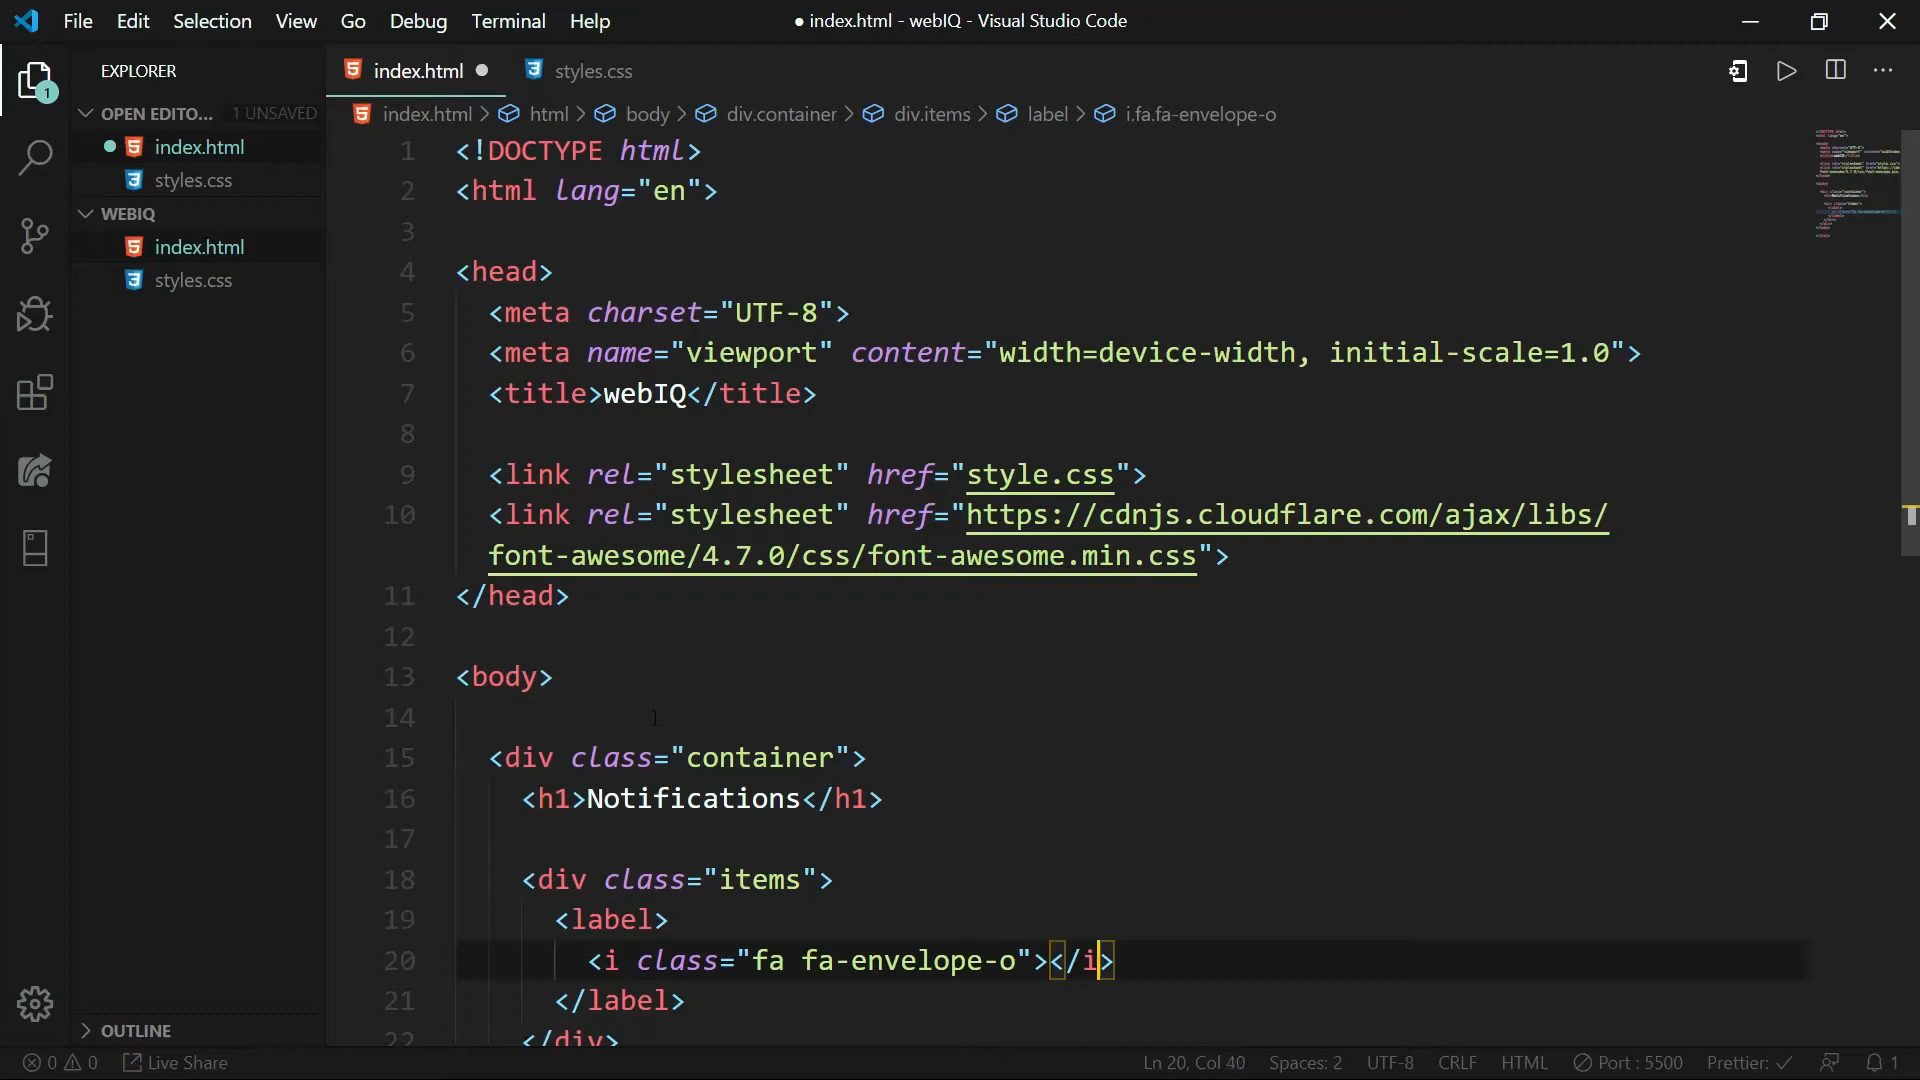 File Edit Selection View Go Debug Terminal Help ● index.html - webIQ - Visual Studio Code
EXPLORER
index.html ●
styles.css
1
OPEN EDITO... 1 UNSAVED
index.html > html > body > div.container > div.items > label > i.fa.fa-envelope-o
index.html
styles.css
WEBIQ
index.html
styles.css
1 <!DOCTYPE html>
2 <html lang="en">
3
4 <head>
5 <meta charset="UTF-8">
6 <meta name="viewport" content="width=device-width, initial-scale=1.0">
7 <title>webIQ</title>
8
9 <link rel="stylesheet" href="style.css">
10 <link rel="stylesheet" href="https://cdnjs.cloudflare.com/ajax/libs/
font-awesome/4.7.0/css/font-awesome.min.css">
11 </head>
12
13 <body>
14
15 <div class="container">
16 <h1>Notifications</h1>
17
18 <div class="items">
19 <label>
20 <i class="fa fa-envelope-o"></i>
21 </label>
22 </div>
OUTLINE
0 0 Live Share Ln 20, Col 40 Spaces: 2 UTF-8 CRLF HTML Port : 5500 Prettier: ✓ 1